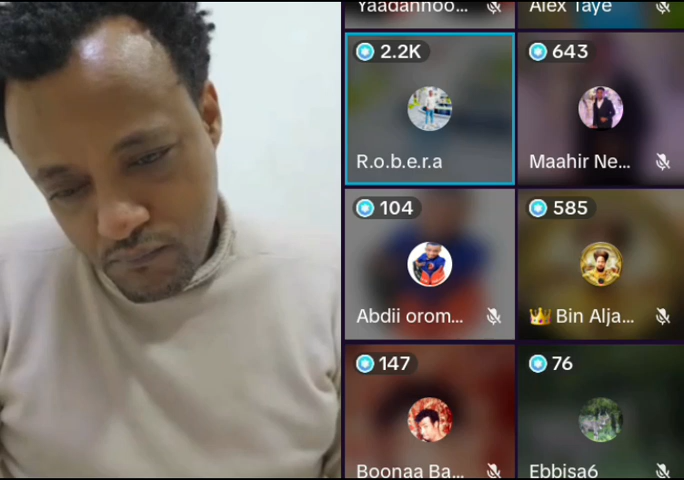 Yaadannoo...
Alex Taye
2.2K
643
R.o.b.e.r.a
Maahir Ne...
104
585
Abdii orom...
Bin Alja...
147
76
Boonaa Ba...
Ebbisa6